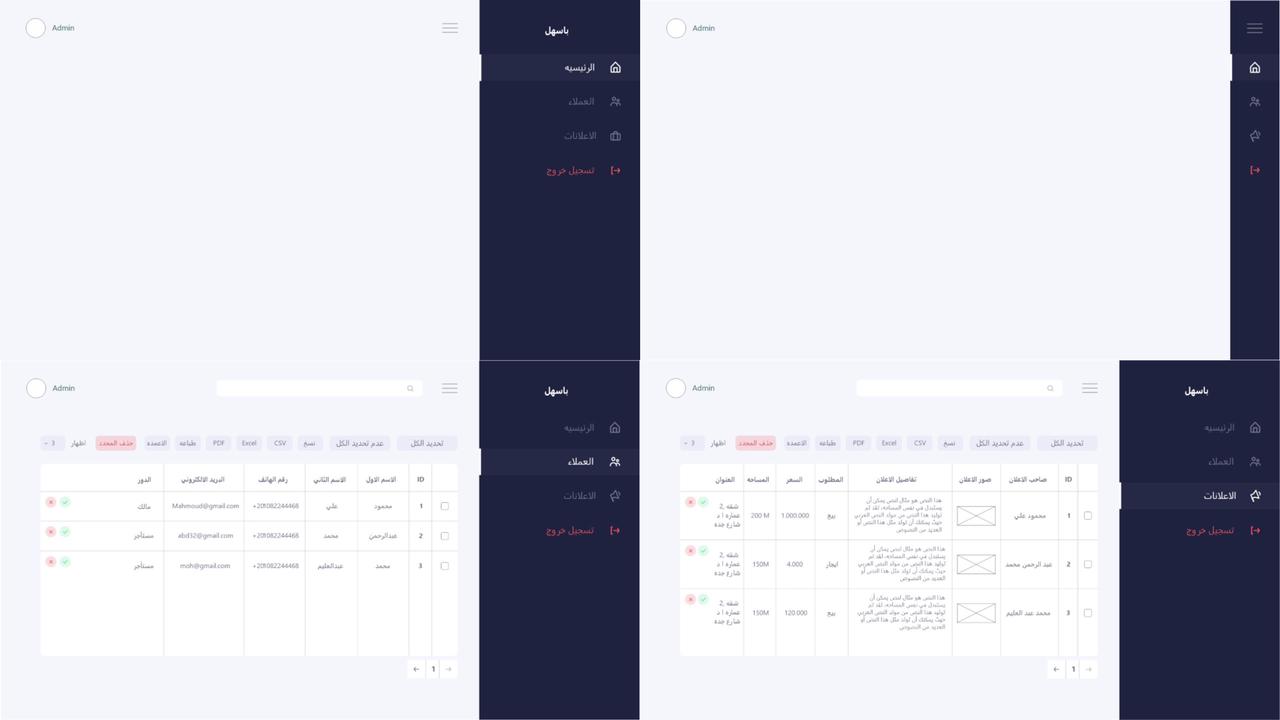 Admin
باسهل
الرئيسيه
العملاء
الاعلانات
تسجيل خروج
Admin
Admin
باسهل
الرئيسيه
العملاء
الاعلانات
تسجيل خروج
تحديد الكل عدم تحديد الكل نسخ CSV Excel PDF طباعة الاعمدة حذف المحدد اظهار 3
ID الاسم الاول الاسم الثاني رقم الهاتف البريد الالكتروني الدور
1 محمود علي +201082244468 Mahmoud@gmail.com مالك
2 عبدالرحمن محمد +201082244468 abd32@gmail.com مستأجر
3 محمد عبدالعليم +201082244468 moh@gmail.com مستأجر
1
Admin
باسهل
الرئيسيه
العملاء
الاعلانات
تسجيل خروج
تحديد الكل عدم تحديد الكل نسخ CSV Excel PDF طباعة الاعمدة حذف المحدد اظهار 3
ID صاحب الاعلان صور الاعلان تفاصيل الاعلان المطلوب السعر المساحه العنوان
1 محمود علي
هذا النص هو مثال لنص يمكن أن
يستبدل في نفس المساحه، لقد تم
توليد هذا النص من مولد النص العربي
حيث يمكنك أن تولد مثل هذا النص أو
العديد من النصوص
بيع 1.000.000 200 M
شقه 2,
عماره ا د
شارع جدة
2 عبد الرحمن محمد
هذا النص هو مثال لنص يمكن أن
يستبدل في نفس المساحه، لقد تم
توليد هذا النص من مولد النص العربي
حيث يمكنك أن تولد مثل هذا النص أو
العديد من النصوص
ايجار 4.000 150M
شقه 2,
عماره ا د
شارع جدة
3 محمد عبد العليم
هذا النص هو مثال لنص يمكن أن
يستبدل في نفس المساحه، لقد تم
توليد هذا النص من مولد النص العربي
حيث يمكنك أن تولد مثل هذا النص أو
العديد من النصوص
بيع 120.000 150M
شقه 2,
عماره ا د
شارع جدة
1